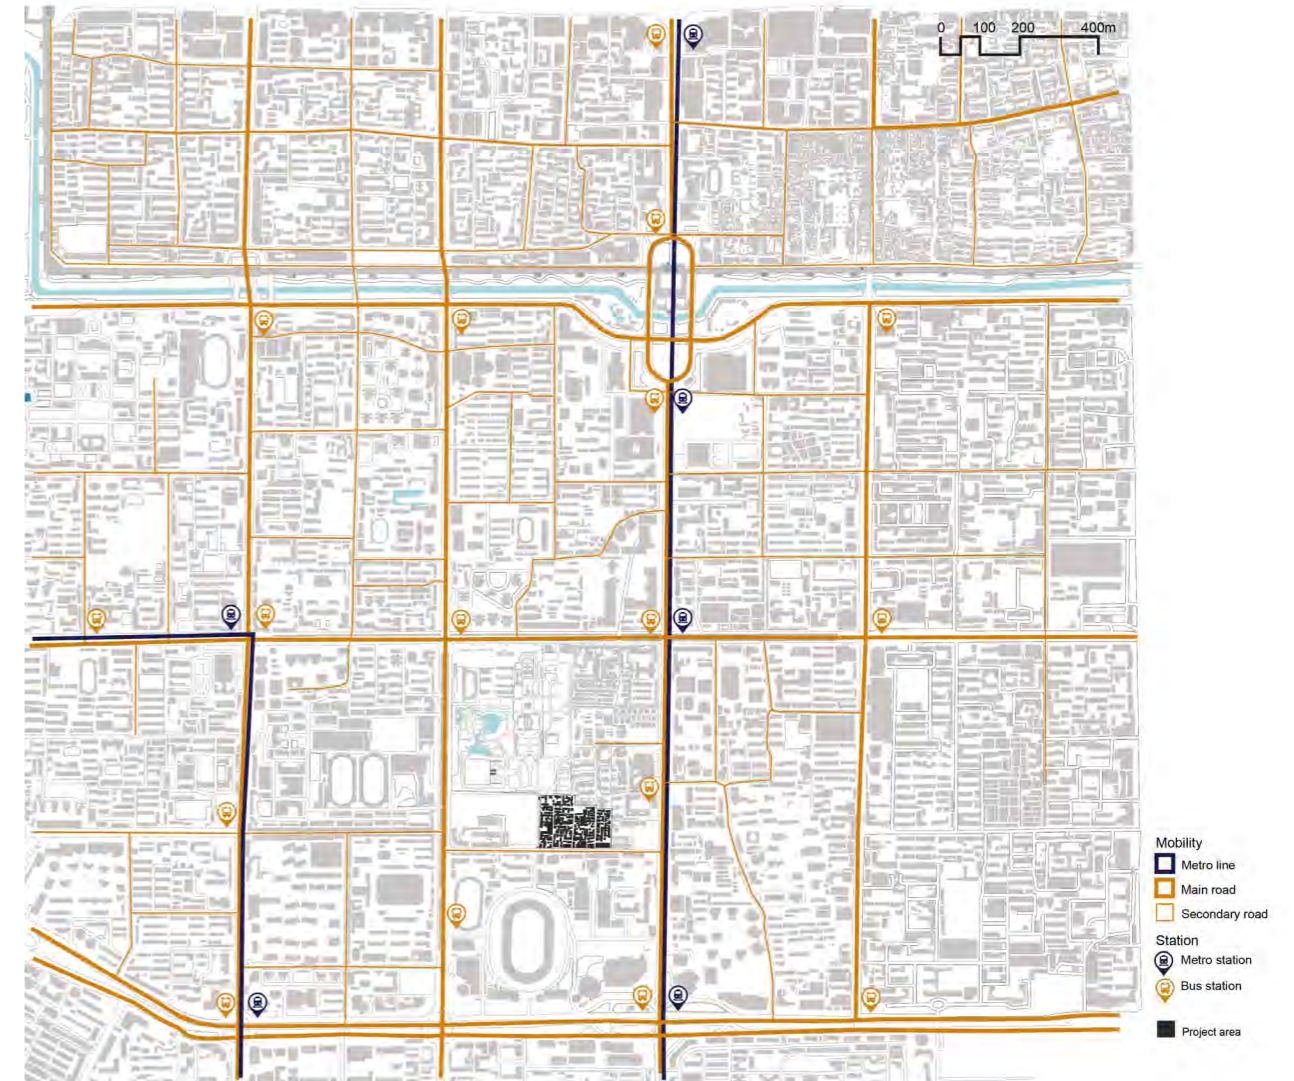 0 100 200 400m
Mobility
Metro line
Main road
Secondary road
Station
Metro station
Bus station
Project area